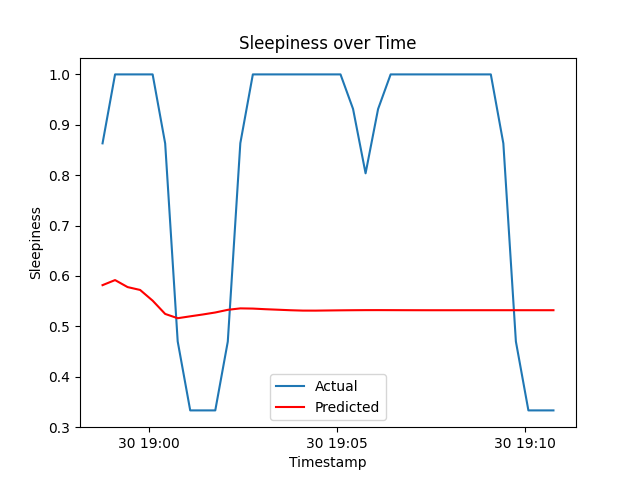 Sleepiness over Time
1.0
0.9
0.8
0.7
0.6
0.5
0.4
0.3
Sleepiness
Actual
Predicted
30 19:00
30 19:05
30 19:10
Timestamp